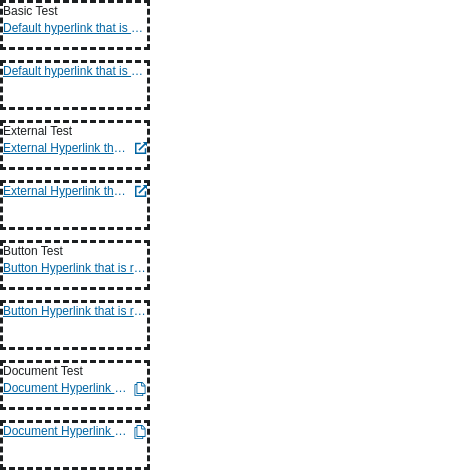 Basic Test
Default hyperlink that is ...
Default hyperlink that is ...
External Test
External Hyperlink th...
External Hyperlink th...
Button Test
Button Hyperlink that is r...
Button Hyperlink that is r...
Document Test
Document Hyperlink ...
Document Hyperlink ...